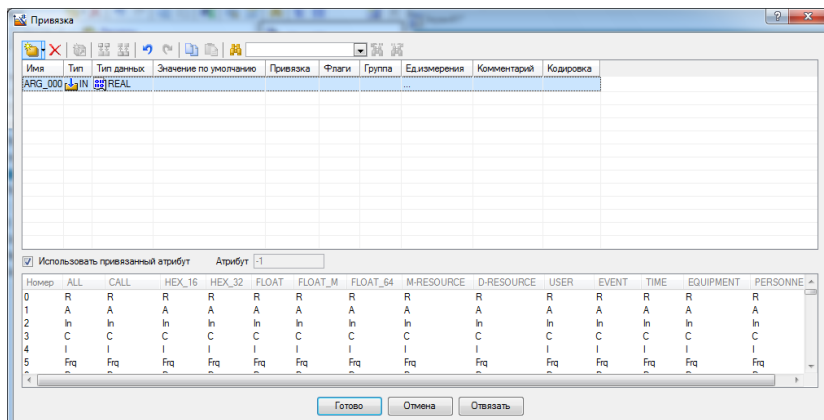 Привязка
Имя Тип Тип данных Значение по умолчанию Привязка Флаги Группа Ед.измерения Комментарий Кодировка
ARG_000 IN REAL ...
Использовать привязанный атрибут Атрибут -1
Номер ALL CALL HEX_16 HEX_32 FLOAT FLOAT_M FLOAT_64 M-RESOURCE D-RESOURCE USER EVENT TIME EQUIPMENT PERSONNE
0 R R R R R R R R R R R R R R
1 A A A A A A A A A A A A A A
2 In In In In In In In In In In In In In In
3 C C C C C C C C C C C C C C
4 I I I I I I I I I I I I I I
5 Frq Frq Frq Frq Frq Frq Frq Frq Frq Frq Frq Frq Frq Frq
Готово Отмена Отвязать